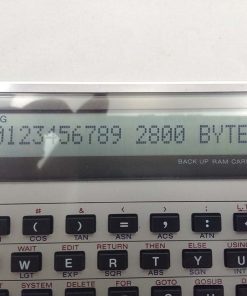 G
0123456789 2800 BYTE
BACK UP RAM CAR
# & ( ) :
COS TAN ASN ACS ATN
WAIT EDIT RETURN THEN ELSE USING
W E R T Y U
LGT EXP SQR ABS SGN INT
SYSTEM DELETE FOR GOTO GOSUB